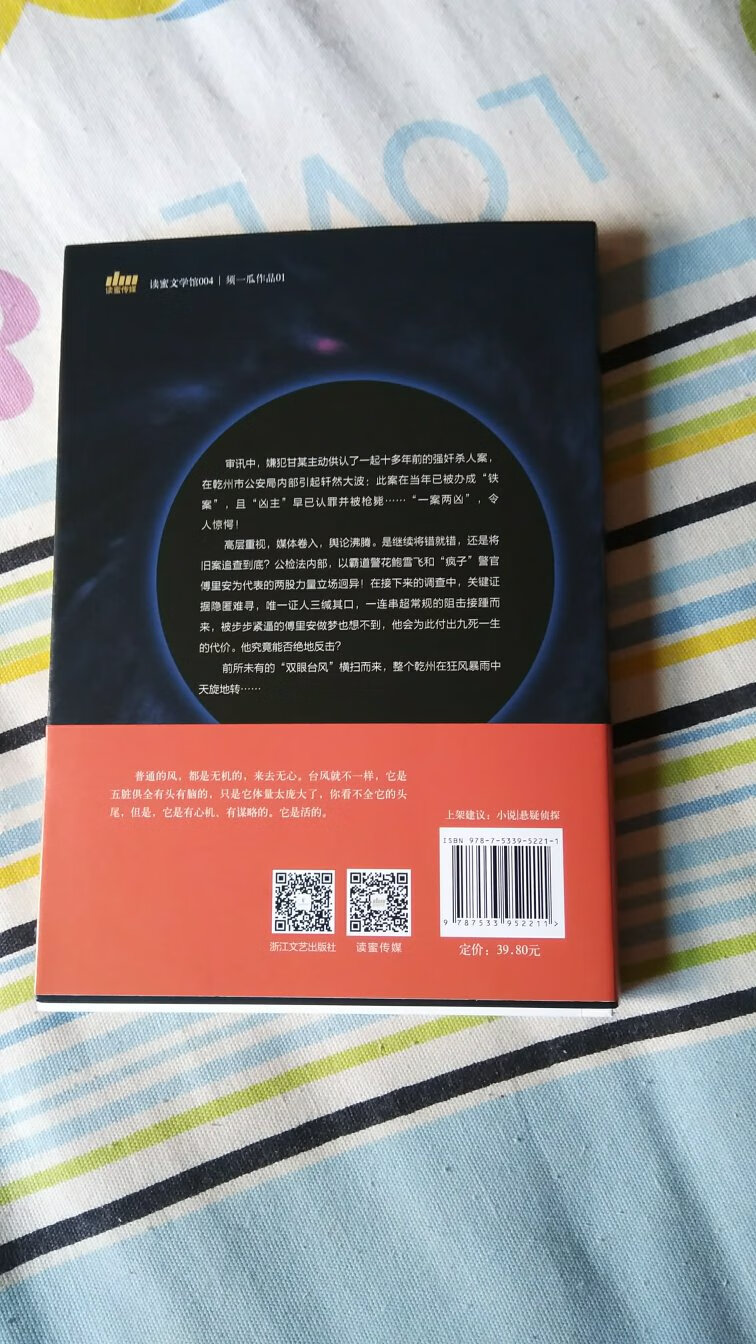 LOVE
读蜜传媒
读蜜文学馆004 | 须一瓜作品01
审讯中，嫌犯甘某主动供认了一起十多年前的强奸杀人案，
在乾州市公安局内部引起轩然大波；此案在当年已被办成“铁
案”，且“凶主”早已认罪并被枪毙……“一案两凶”，令
人惊愕！
高层重视，媒体卷入，舆论沸腾。是继续将错就错，还是将
旧案追查到底？公检法内部，以霸道警花鲍雪飞和“疯子”警官
傅里安为代表的两股力量立场迥异！在接下来的调查中，关键证
据隐匿难寻，唯一证人三缄其口，一连串超常规的阻击接踵而
来，被步步紧逼的傅里安做梦也想不到，他会为此付出九死一生
的代价。他究竟能否绝地反击？
前所未有的“双眼台风”横扫而来，整个乾州在狂风暴雨中
天旋地转……
普通的风，都是无机的，来去无心。台风就不一样，它是
五脏俱全有头有脑的，只是它体量太庞大了，你看不全它的头
尾，但是，它是有心机、有谋略的。它是活的。
上架建议：小说|悬疑侦探
ISBN 978-7-5339-5221-1
9 787533 952211 >
浙江文艺出版社
读蜜传媒
定价：39.80元